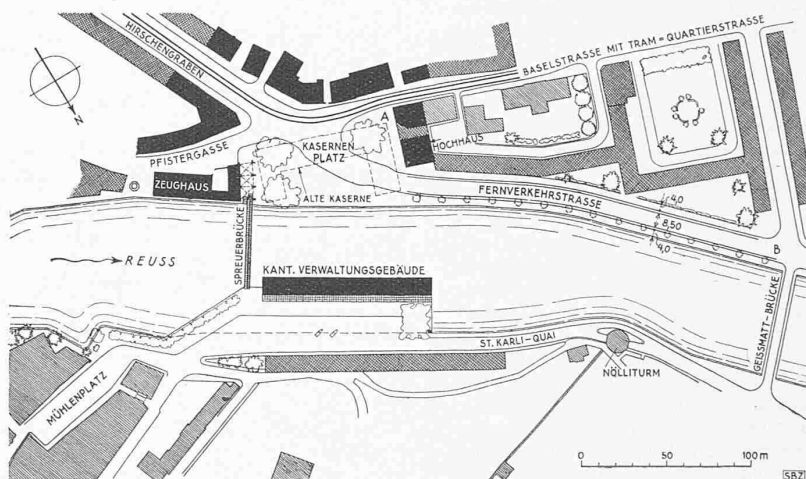 HIRSCHENGRABEN
BASELSTRASSE MIT TRAM = QUARTIERSTRASSE
N
A
PFISTERGASSE
KASERNEN
PLATZ
HOCHHAUS
ZEUGHAUS
ALTE KASERNE
FERNVERKEHRSTRASSE
4,0
8,50
4,0
B
SPREUERBRÜCKE
REUSS
KANT. VERWALTUNGSGEBÄUDE
GEISSMATT-BRÜCKE
ST. KARLI-QUAI
NÖLLITURM
MÜHLENPLATZ
0 50 100 m
SBZ